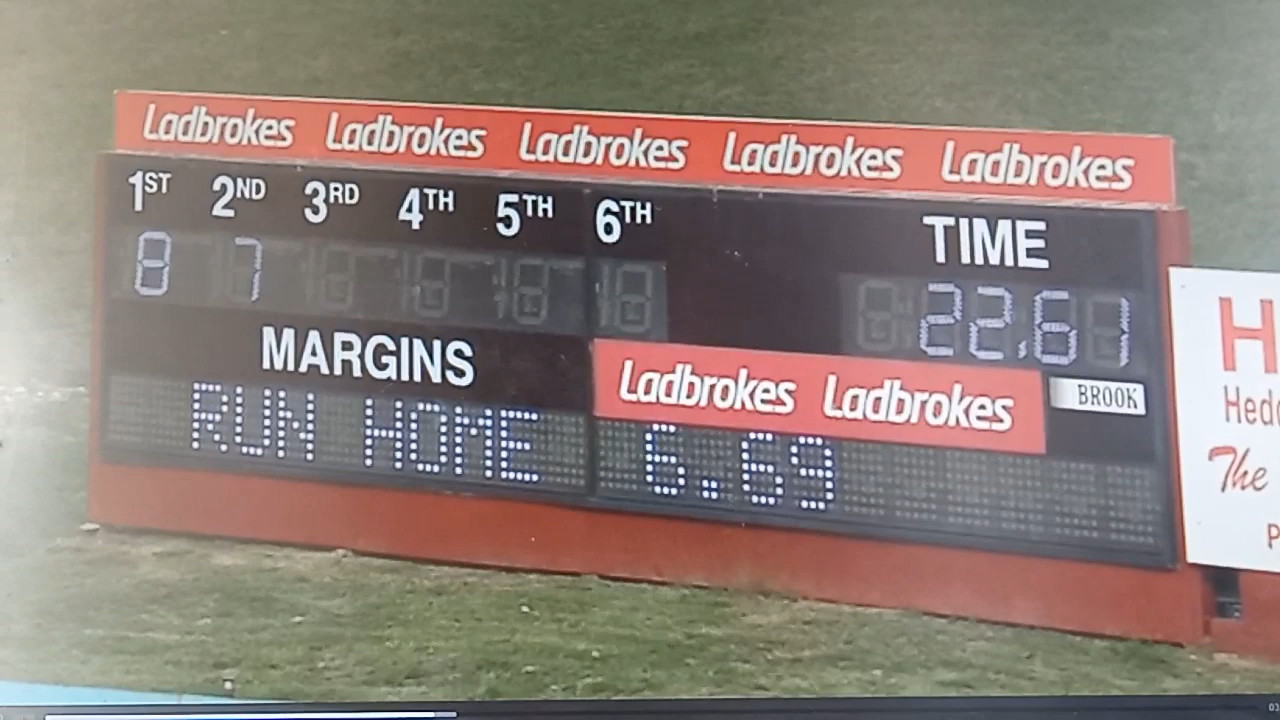 Ladbrokes Ladbrokes Ladbrokes Ladbrokes Ladbrokes
1ST 2ND 3RD 4TH 5TH 6TH
TIME
8 7
22.61
MARGINS
Ladbrokes Ladbrokes
BROOK
RUN HOME 6.69
H
The
P
03